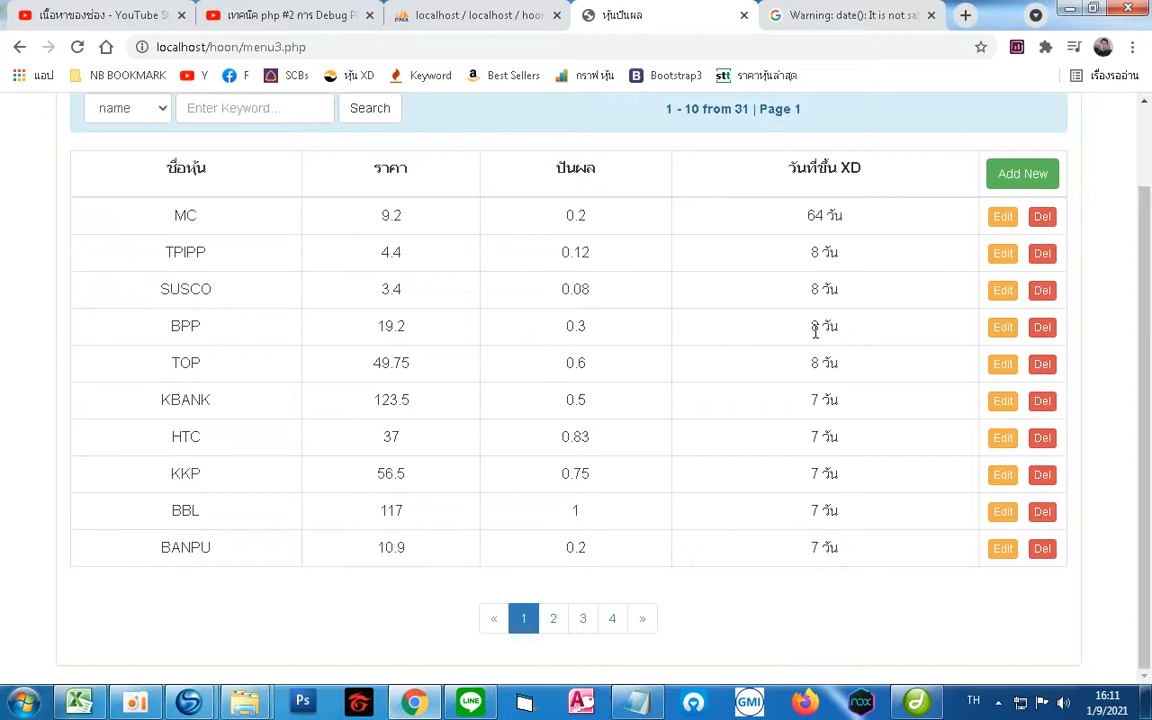 เนื้อหาของช่อง - YouTube S
เทคนิค php #2 การ Debug P
localhost / localhost / hoon
หุ้นปันผล
Warning: date(): It is not saf
localhost/hoon/menu3.php
แอป
NB BOOKMARK
Y
F
SCBs
หุ้น XD
Keyword
Best Sellers
กราฟ หุ้น
Bootstrap3
stt ราคาหุ้นล่าสุด
เรื่องรออ่าน
name
Enter Keyword...
Search
1 - 10 from 31 | Page 1
ชื่อหุ้น ราคา ปันผล วันที่ขึ้น XD Add New
MC 9.2 0.2 64 วัน Edit Del
TPIPP 4.4 0.12 8 วัน Edit Del
SUSCO 3.4 0.08 8 วัน Edit Del
BPP 19.2 0.3 8 วัน Edit Del
TOP 49.75 0.6 8 วัน Edit Del
KBANK 123.5 0.5 7 วัน Edit Del
HTC 37 0.83 7 วัน Edit Del
KKP 56.5 0.75 7 วัน Edit Del
BBL 117 1 7 วัน Edit Del
BANPU 10.9 0.2 7 วัน Edit Del
« 1 2 3 4 »
TH
16:11
1/9/2021